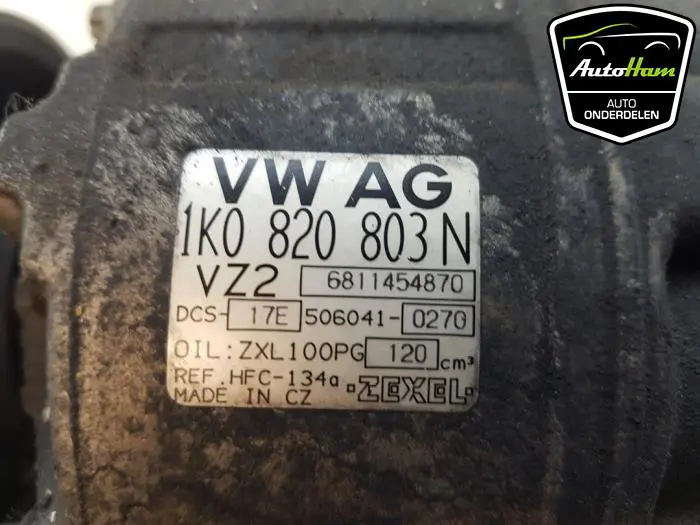 AutoHam
AUTO
ONDERDELEN
VW AG
1K0 820 803 N
VZ2 6811454870
DCS- 17E 506041- 0270
OIL: ZXL100PG 120 cm³
REF. HFC-134a ZEXEL
MADE IN CZ